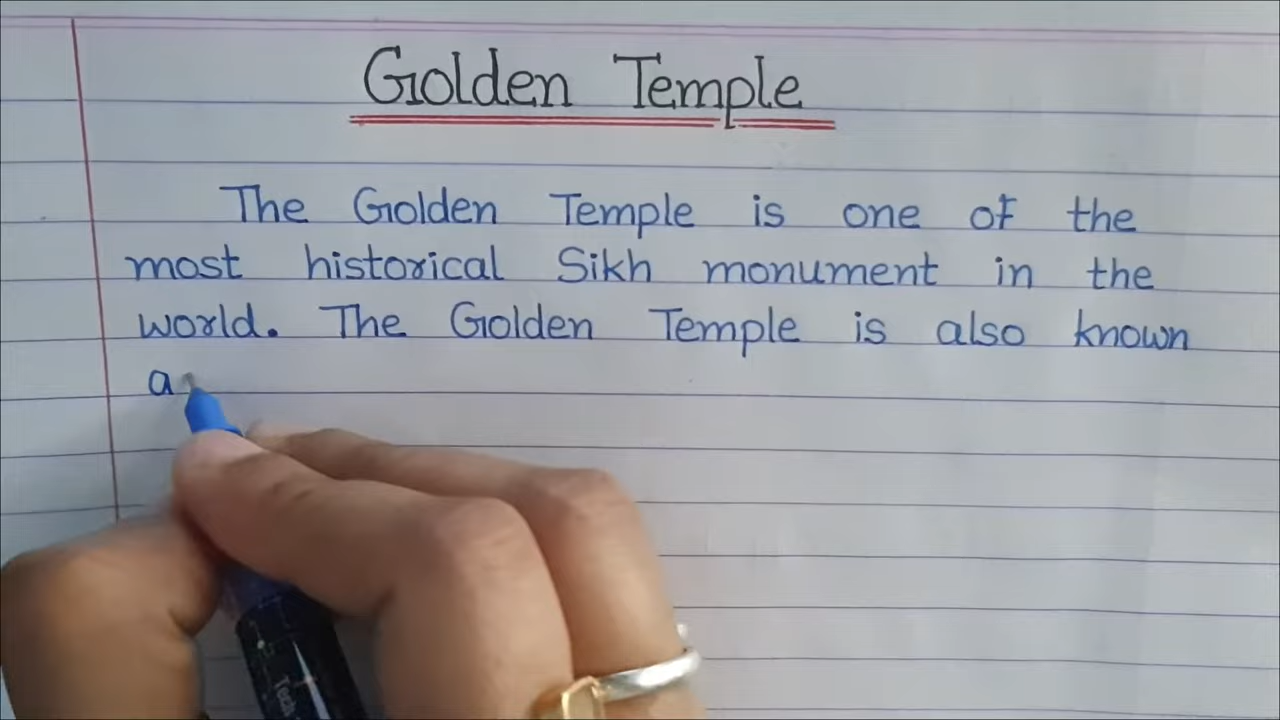 Golden Temple
The Golden Temple is one of the
most historical Sikh monument in the
world. The Golden Temple is also known
a
Tech